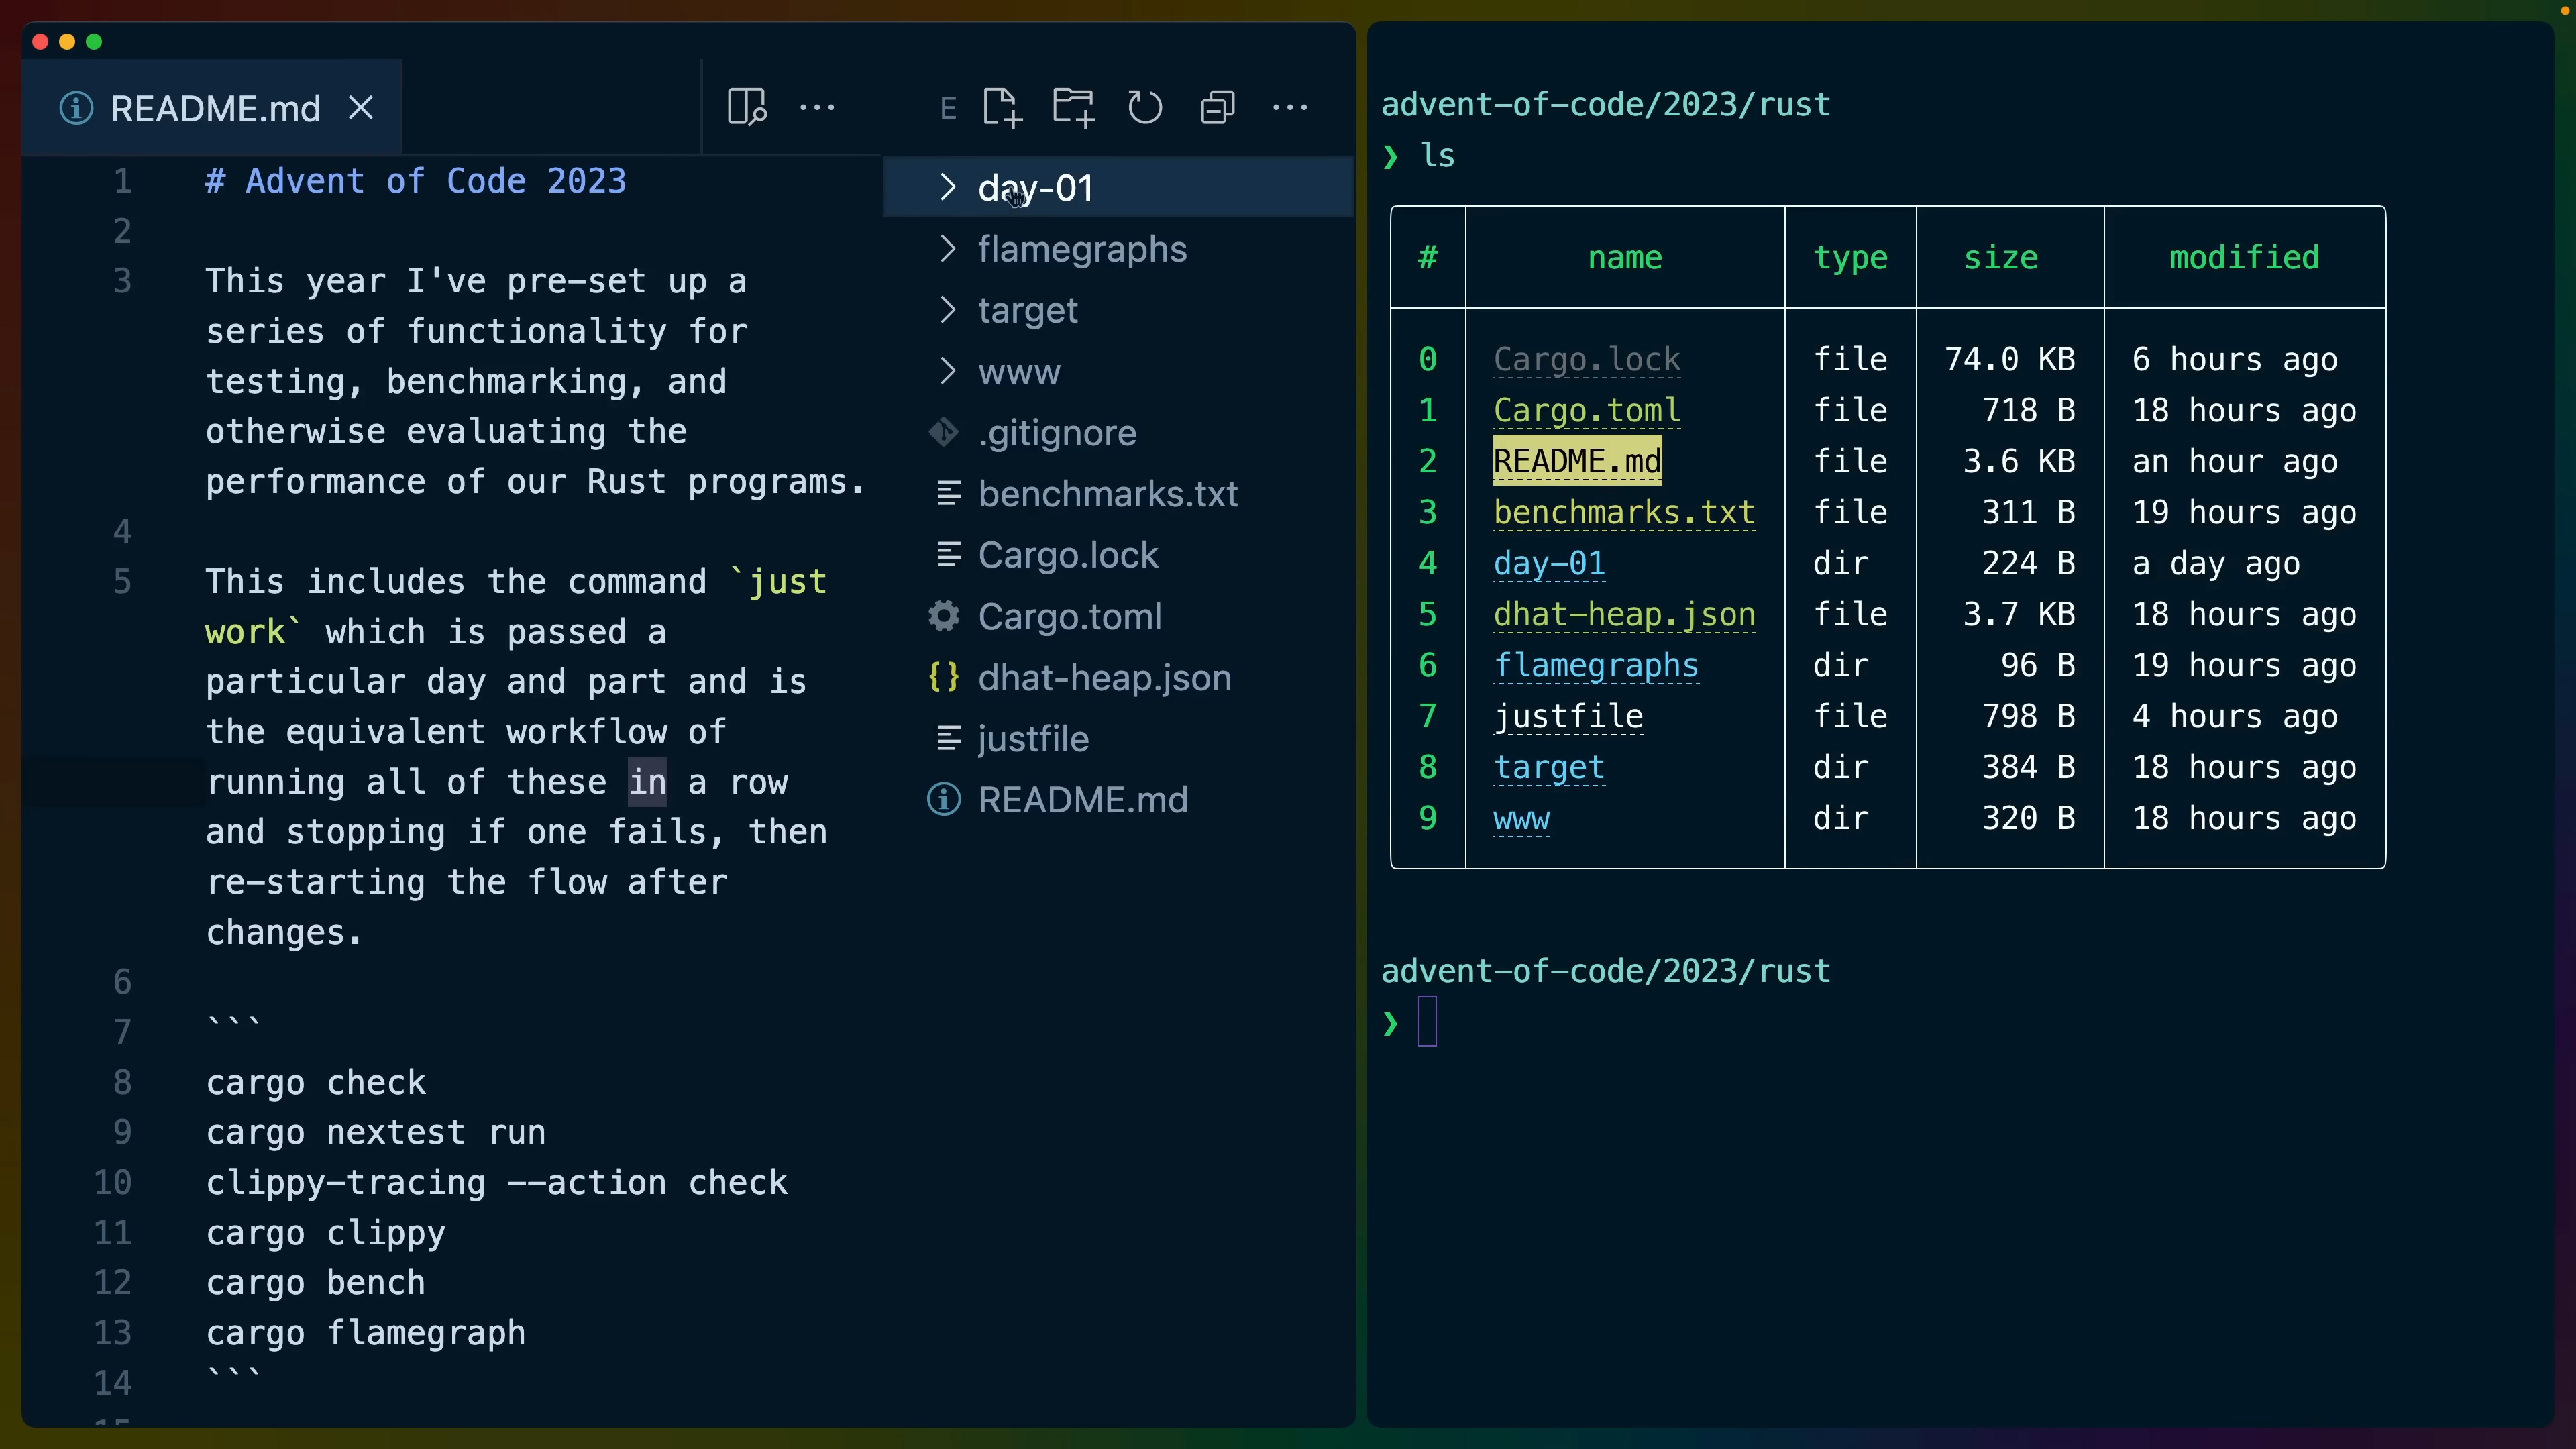 README.md
1 # Advent of Code 2023
2
3 This year I've pre-set up a
series of functionality for
testing, benchmarking, and
otherwise evaluating the
performance of our Rust programs.
4
5 This includes the command `just
work` which is passed a
particular day and part and is
the equivalent workflow of
running all of these in a row
and stopping if one fails, then
re-starting the flow after
changes.
6
7 ```
8 cargo check
9 cargo nextest run
10 clippy-tracing --action check
11 cargo clippy
12 cargo bench
13 cargo flamegraph
14 ```
E
day-01
flamegraphs
target
www
.gitignore
benchmarks.txt
Cargo.lock
Cargo.toml
dhat-heap.json
justfile
README.md
advent-of-code/2023/rust
❯ ls
# name type size modified
0 Cargo.lock file 74.0 KB 6 hours ago
1 Cargo.toml file 718 B 18 hours ago
2 README.md file 3.6 KB an hour ago
3 benchmarks.txt file 311 B 19 hours ago
4 day-01 dir 224 B a day ago
5 dhat-heap.json file 3.7 KB 18 hours ago
6 flamegraphs dir 96 B 19 hours ago
7 justfile file 798 B 4 hours ago
8 target dir 384 B 18 hours ago
9 www dir 320 B 18 hours ago
advent-of-code/2023/rust
❯